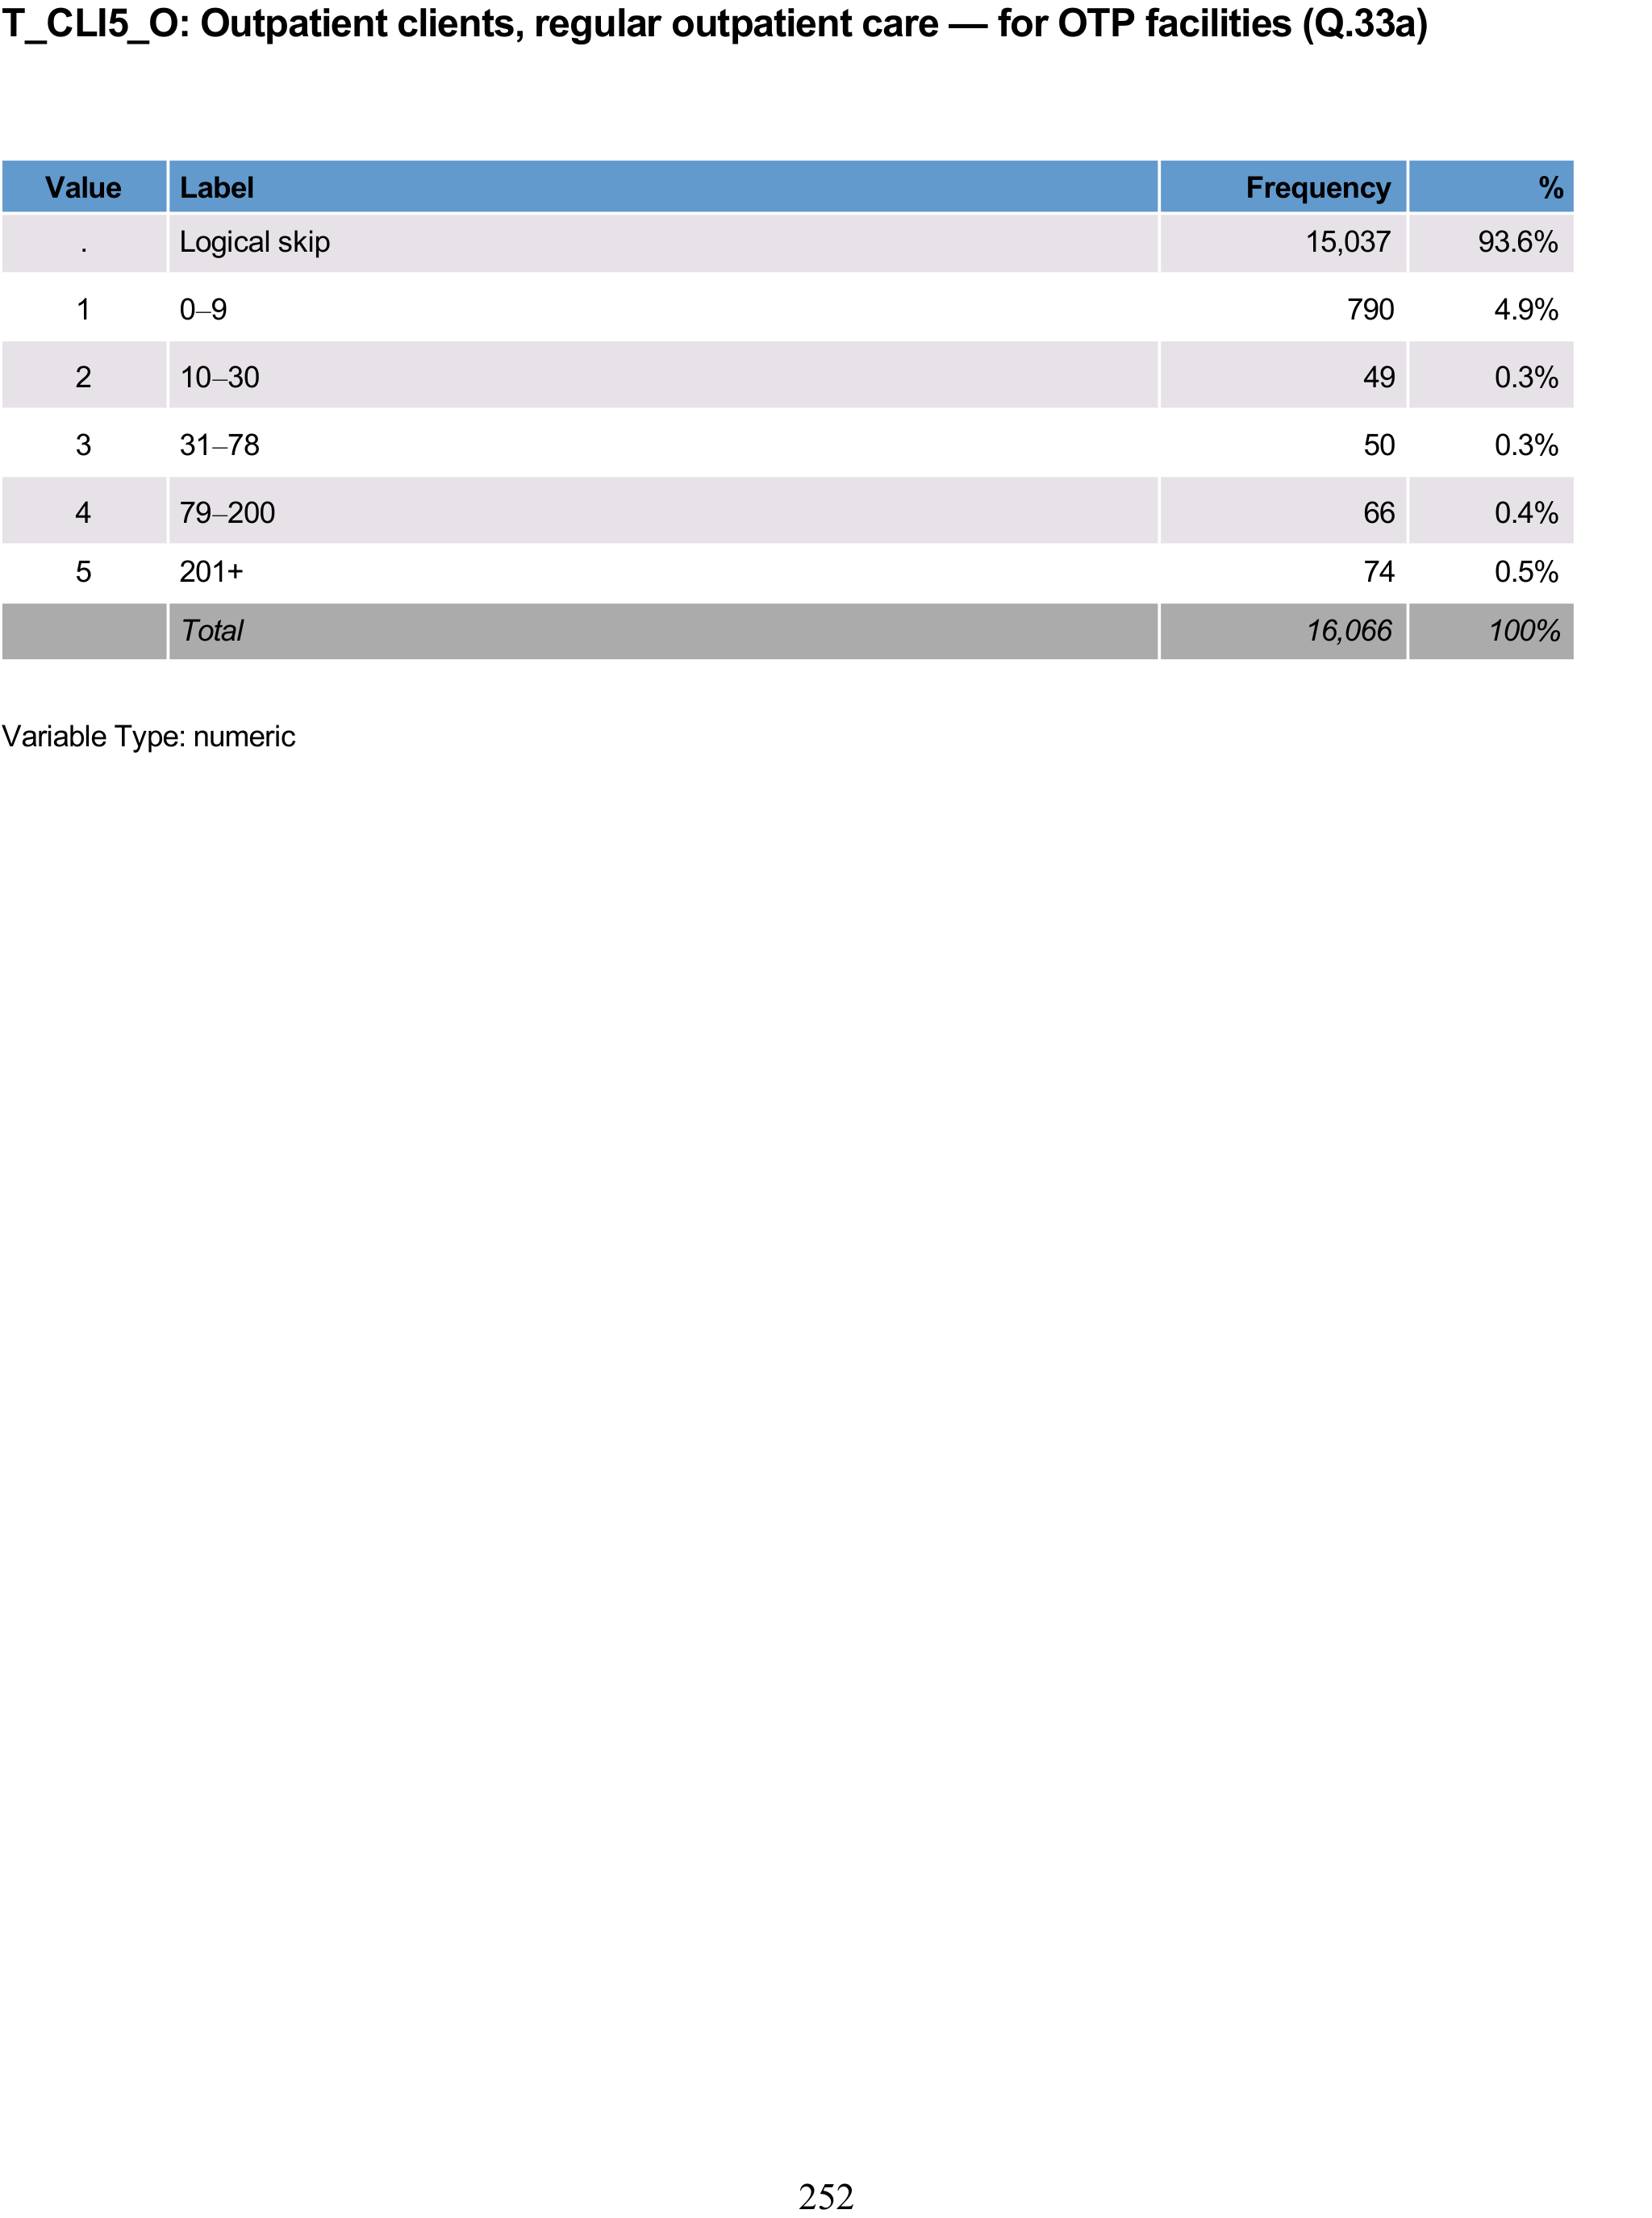 T_CLI5_O: Outpatient clients, regular outpatient care — for OTP facilities (Q.33a)
Value Label Frequency %
. Logical skip 15,037 93.6%
1 0–9 790 4.9%
2 10–30 49 0.3%
3 31–78 50 0.3%
4 79–200 66 0.4%
5 201+ 74 0.5%
Total 16,066 100%
Variable Type: numeric
252